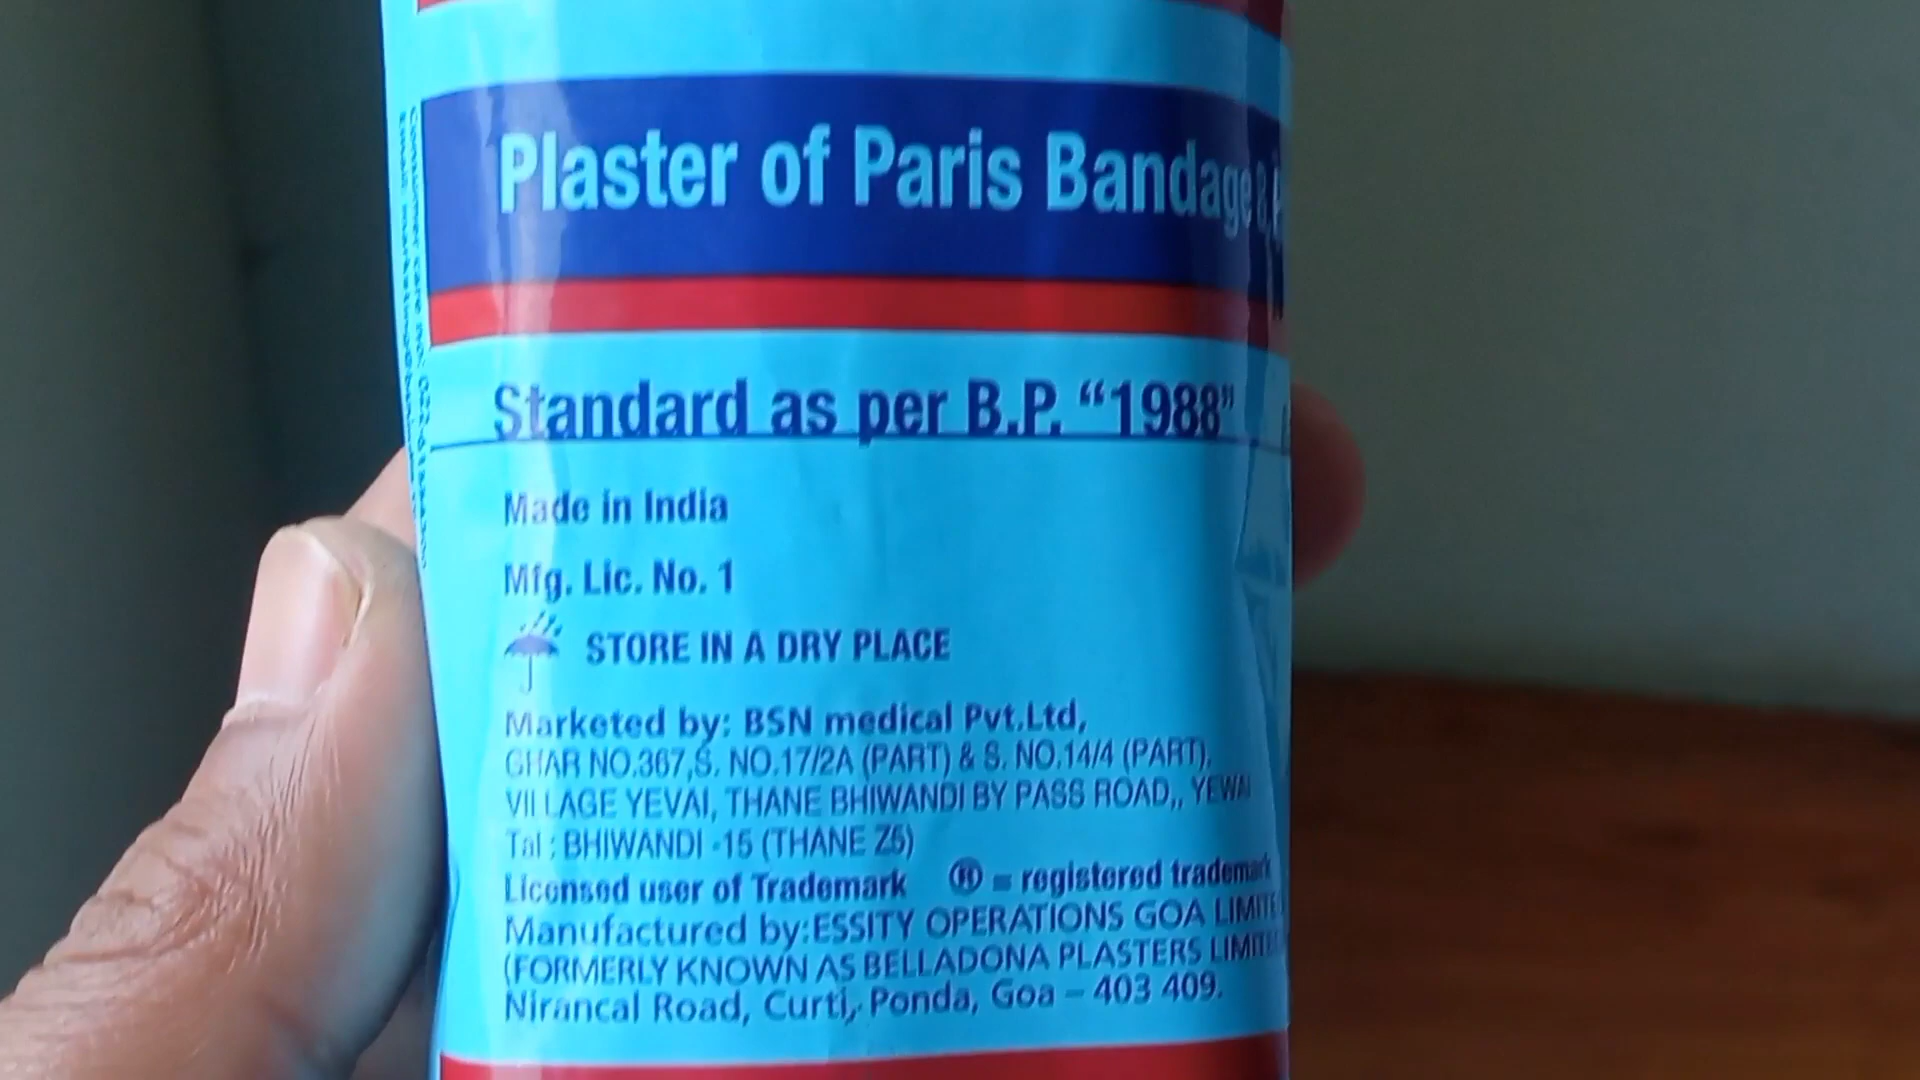 Plaster of Paris Bandage B.P.
Standard as per B.P. “1988”
Made in India
Mfg. Lic. No. 1
STORE IN A DRY PLACE
Marketed by: BSN medical Pvt.Ltd,
GHAR NO.367,S. NO.17/2A (PART) & S. NO.14/4 (PART),
VILLAGE YEVAI, THANE BHIWANDI BY PASS ROAD,, YEWAI
Tal : BHIWANDI -15 (THANE Z5)
Licensed user of Trademark ® = registered trademark
Manufactured by:ESSITY OPERATIONS GOA
(FORMERLY KNOWN AS BELLADONA PLASTERS
Nirancal Road, Curti, Ponda, Goa – 403 409.